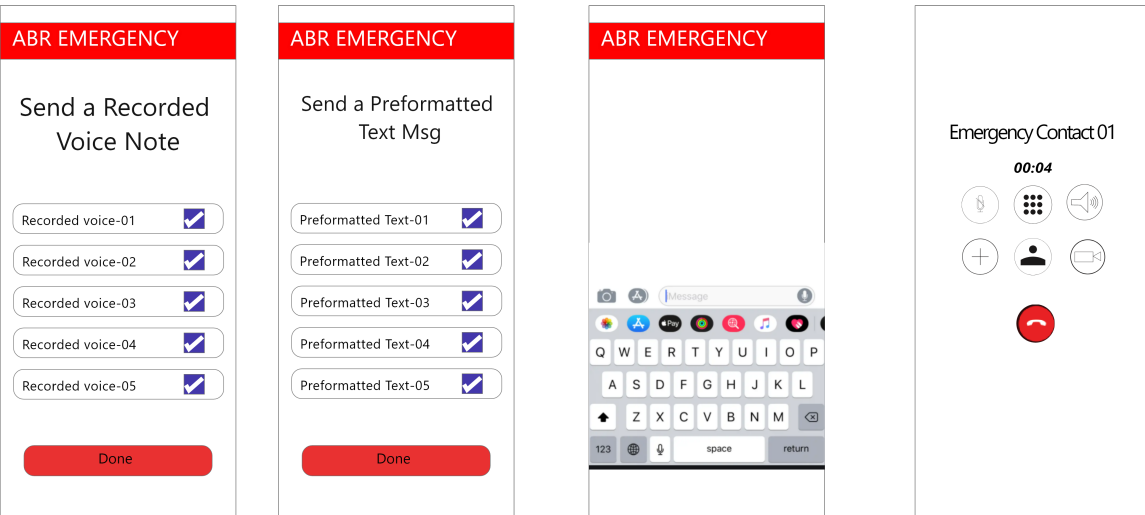 ABR EMERGENCY
Send a Recorded
Voice Note
Recorded voice-01
Recorded voice-02
Recorded voice-03
Recorded voice-04
Recorded voice-05
Done
ABR EMERGENCY
Send a Preformatted
Text Msg
Preformatted Text-01
Preformatted Text-02
Preformatted Text-03
Preformatted Text-04
Preformatted Text-05
Done
ABR EMERGENCY
Message
Pay
Q W E R T Y U I O P
A S D F G H J K L
Z X C V B N M
123 space return
Emergency Contact 01
00:04